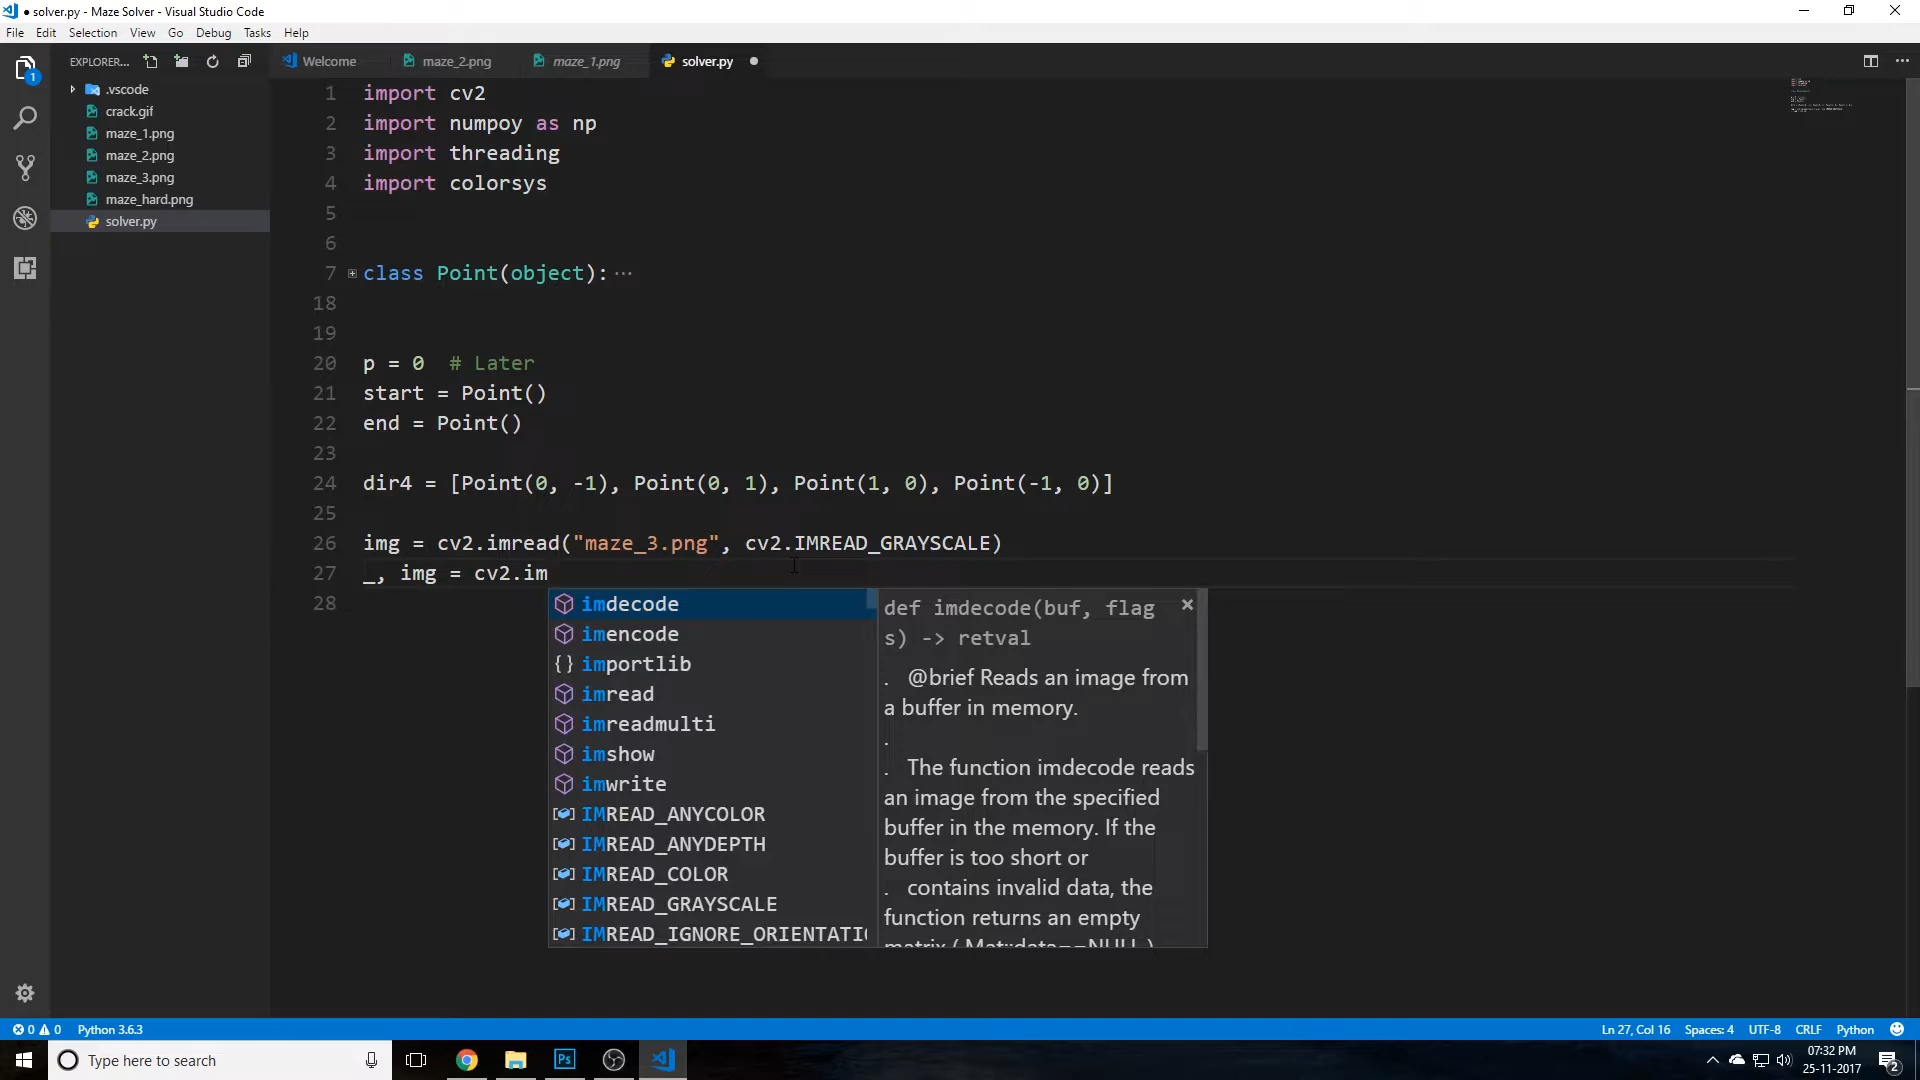 ● solver.py - Maze Solver - Visual Studio Code
File Edit Selection View Go Debug Tasks Help
EXPLORER... Welcome maze_2.png maze_1.png solver.py ●
1
.vscode
crack.gif
maze_1.png
maze_2.png
maze_3.png
maze_hard.png
solver.py
1 import cv2
2 import numpoy as np
3 import threading
4 import colorsys
5
6
7 class Point(object): ···
18
19
20 p = 0  # Later
21 start = Point()
22 end = Point()
23
24 dir4 = [Point(0, -1), Point(0, 1), Point(1, 0), Point(-1, 0)]
25
26 img = cv2.imread("maze_3.png", cv2.IMREAD_GRAYSCALE)
27 _, img = cv2.im
28
imdecode
imencode
{} importlib
imread
imreadmulti
imshow
imwrite
IMREAD_ANYCOLOR
IMREAD_ANYDEPTH
IMREAD_COLOR
IMREAD_GRAYSCALE
IMREAD_IGNORE_ORIENTATIO
def imdecode(buf, flag
s) -> retval
. @brief Reads an image from
a buffer in memory.
.
. The function imdecode reads
an image from the specified
buffer in the memory. If the
buffer is too short or
. contains invalid data, the
function returns an empty
matrix ( Mat::data==NULL )
0 0 Python 3.6.3 Ln 27, Col 16 Spaces: 4 UTF-8 CRLF Python
Type here to search Ps 07:32 PM
25-11-2017 2